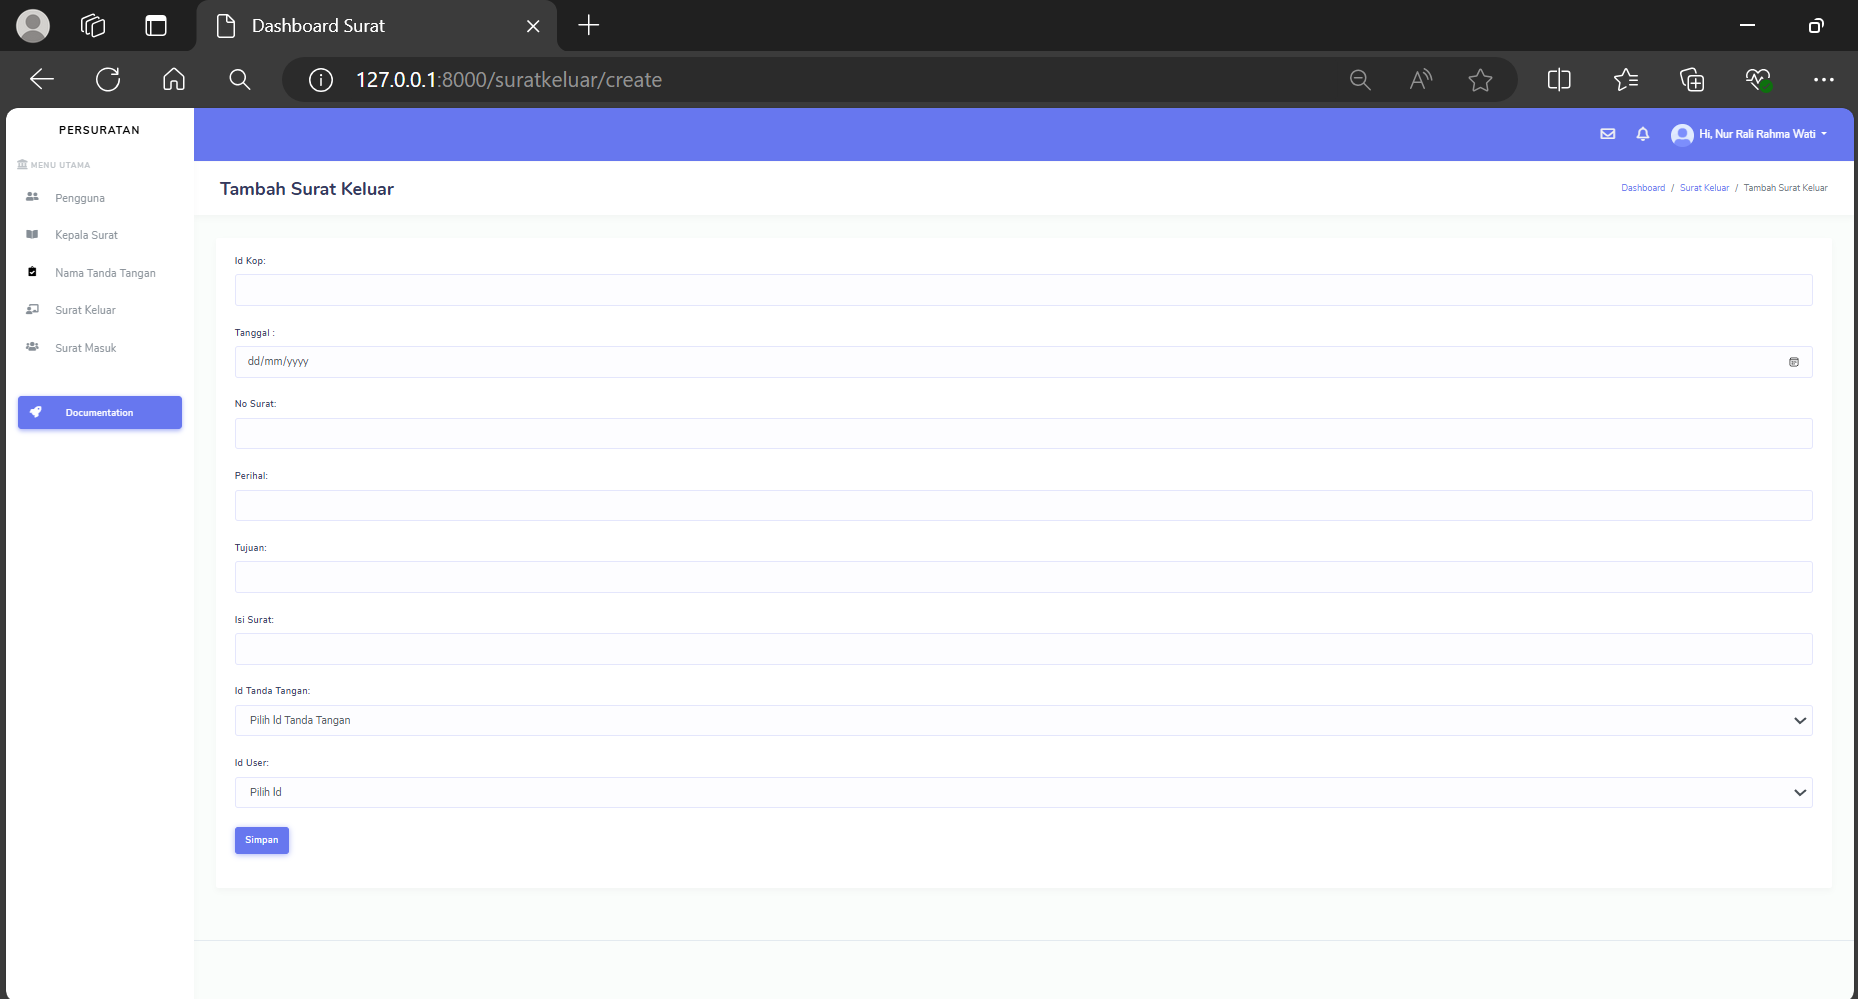 Dashboard Surat
127.0.0.1:8000/suratkeluar/create
PERSURATAN
Hi, Nur Rali Rahma Wati
MENU UTAMA
Pengguna
Kepala Surat
Nama Tanda Tangan
Surat Keluar
Surat Masuk
Documentation
Tambah Surat Keluar
Dashboard / Surat Keluar / Tambah Surat Keluar
Id Kop:
Tanggal :
dd/mm/yyyy
No Surat:
Perihal:
Tujuan:
Isi Surat:
Id Tanda Tangan:
Pilih Id Tanda Tangan
Id User:
Pilih Id
Simpan